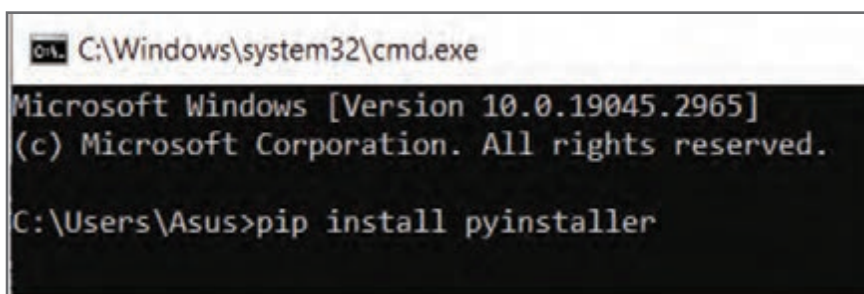 C:\Windows\system32\cmd.exe
Microsoft Windows [Version 10.0.19045.2965]
(c) Microsoft Corporation. All rights reserved.
C:\Users\Asus>pip install pyinstaller